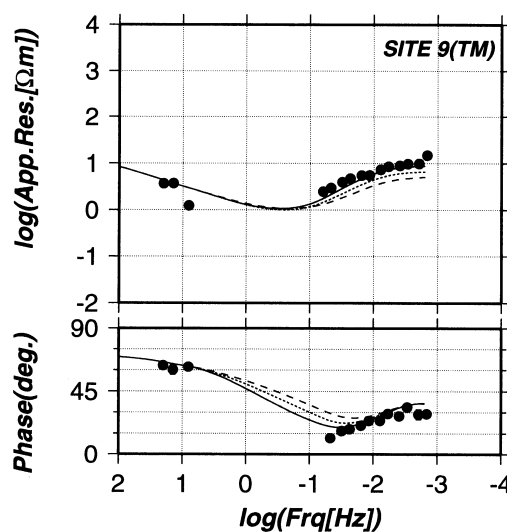 4
3
2
1
0
-1
-2
log(App.Res.[Ωm])
SITE 9(TM)
90
45
0
Phase(deg.)
2 1 0 -1 -2 -3 -4
log(Frq[Hz])